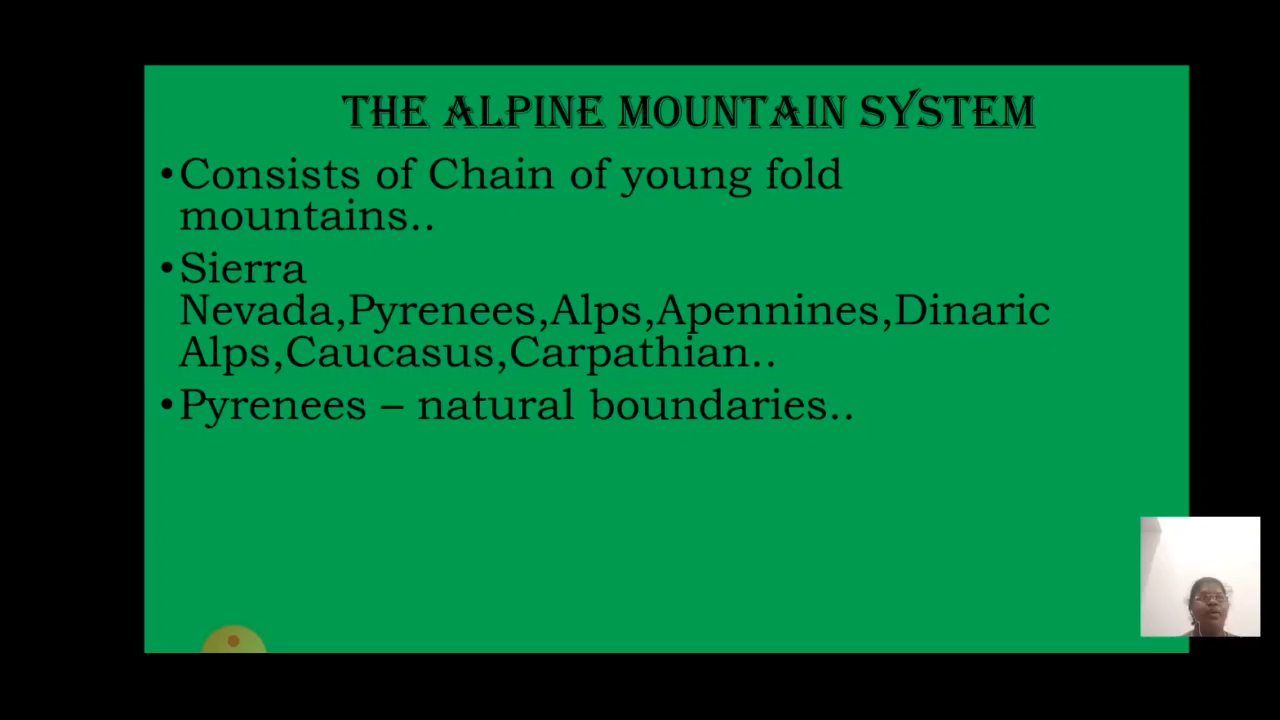 THE ALPINE MOUNTAIN SYSTEM
•Consists of Chain of young fold
mountains..
•Sierra
Nevada,Pyrenees,Alps,Apennines,Dinaric
Alps,Caucasus,Carpathian..
•Pyrenees – natural boundaries..